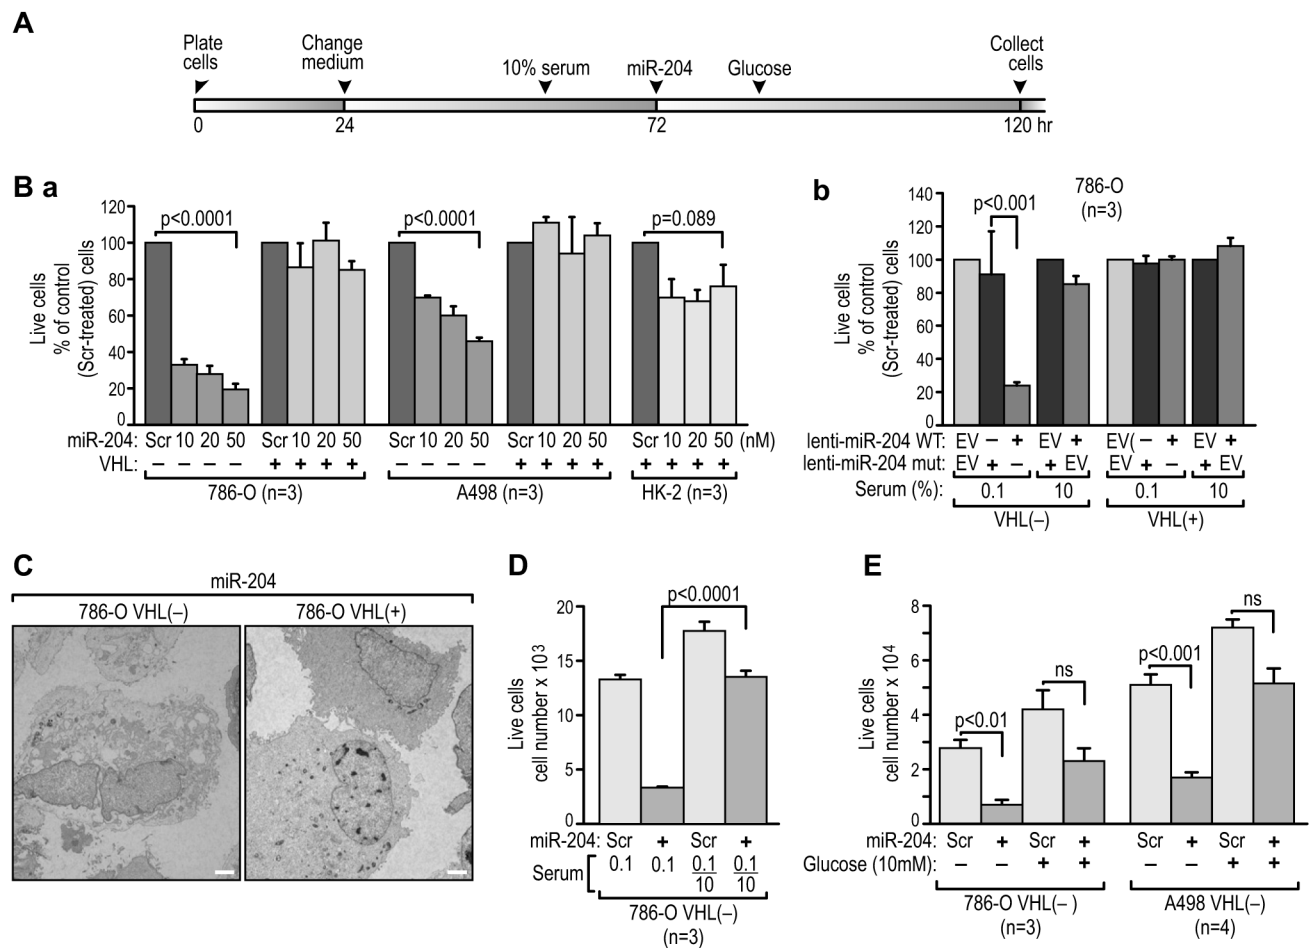 A
Plate
cells
Change
medium
10% serum
miR-204
Glucose
Collect
cells
0
24
72
120 hr
B a
Live cells
% of control
(Scr-treated) cells
120
100
80
60
40
20
0
p<0.0001
p<0.0001
p=0.089
miR-204: Scr 10 20 50 Scr 10 20 50 Scr 10 20 50 Scr 10 20 50 Scr 10 20 50 (nM)
VHL: – – – – + + + + – – – – + + + + + + + +
786-O (n=3)
A498 (n=3)
HK-2 (n=3)
b
786-O
(n=3)
Live cells
% of control
(Scr-treated) cells
140
120
100
80
60
40
20
0
p<0.001
lenti-miR-204 WT: EV – + EV + EV( – + EV +
lenti-miR-204 mut: EV + – + EV EV + – + EV
Serum (%): 0.1 10 0.1 10
VHL(–) VHL(+)
C
miR-204
786-O VHL(–)
786-O VHL(+)
D
Live cells
cell number x 10³
20
15
10
5
0
p<0.0001
miR-204: Scr + Scr +
Serum 0.1 0.1 0.1 0.1
10 10
786-O VHL(–)
(n=3)
E
Live cells
cell number x 10⁴
8
6
4
2
0
p<0.01
ns
p<0.001
ns
miR-204: Scr + Scr + Scr + Scr +
Glucose (10mM): – – + + – – + +
786-O VHL(– )
(n=3)
A498 VHL(–)
(n=4)